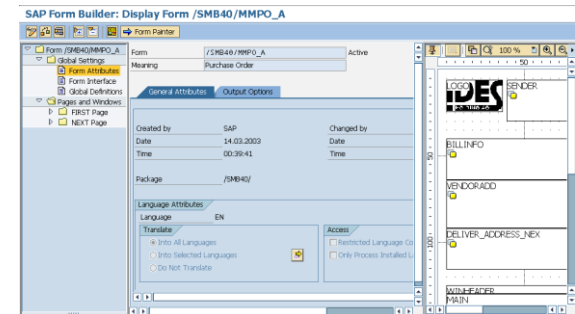 SAP Form Builder: Display Form /SMB40/MMPO_A
Form Painter
Form /SMB40/MMPO_A
Global Settings
Form Attributes
Form Interface
Global Definitions
Pages and Windows
FIRST Page
NEXT Page
Form /SMB40/MMPO_A Active
Meaning Purchase Order
General Attributes Output Options
Created by SAP Changed by
Date 14.03.2003 Date
Time 00:39:41 Time
Package /SMB40/
Language Attributes
Language EN
Translate Access
Into All Languages Restricted Language Co
Into Selected Languages Only Process Installed L
Do Not Translate
100 %
50
LOGO SENDER
IDES
BILLINFO
50
VENDORADD
DELIVER_ADDRESS_NEX
100
WINHEADER
MAIN